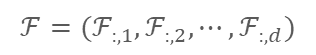 ℱ = (ℱ:,1, ℱ:,2, ⋯, ℱ:,d)